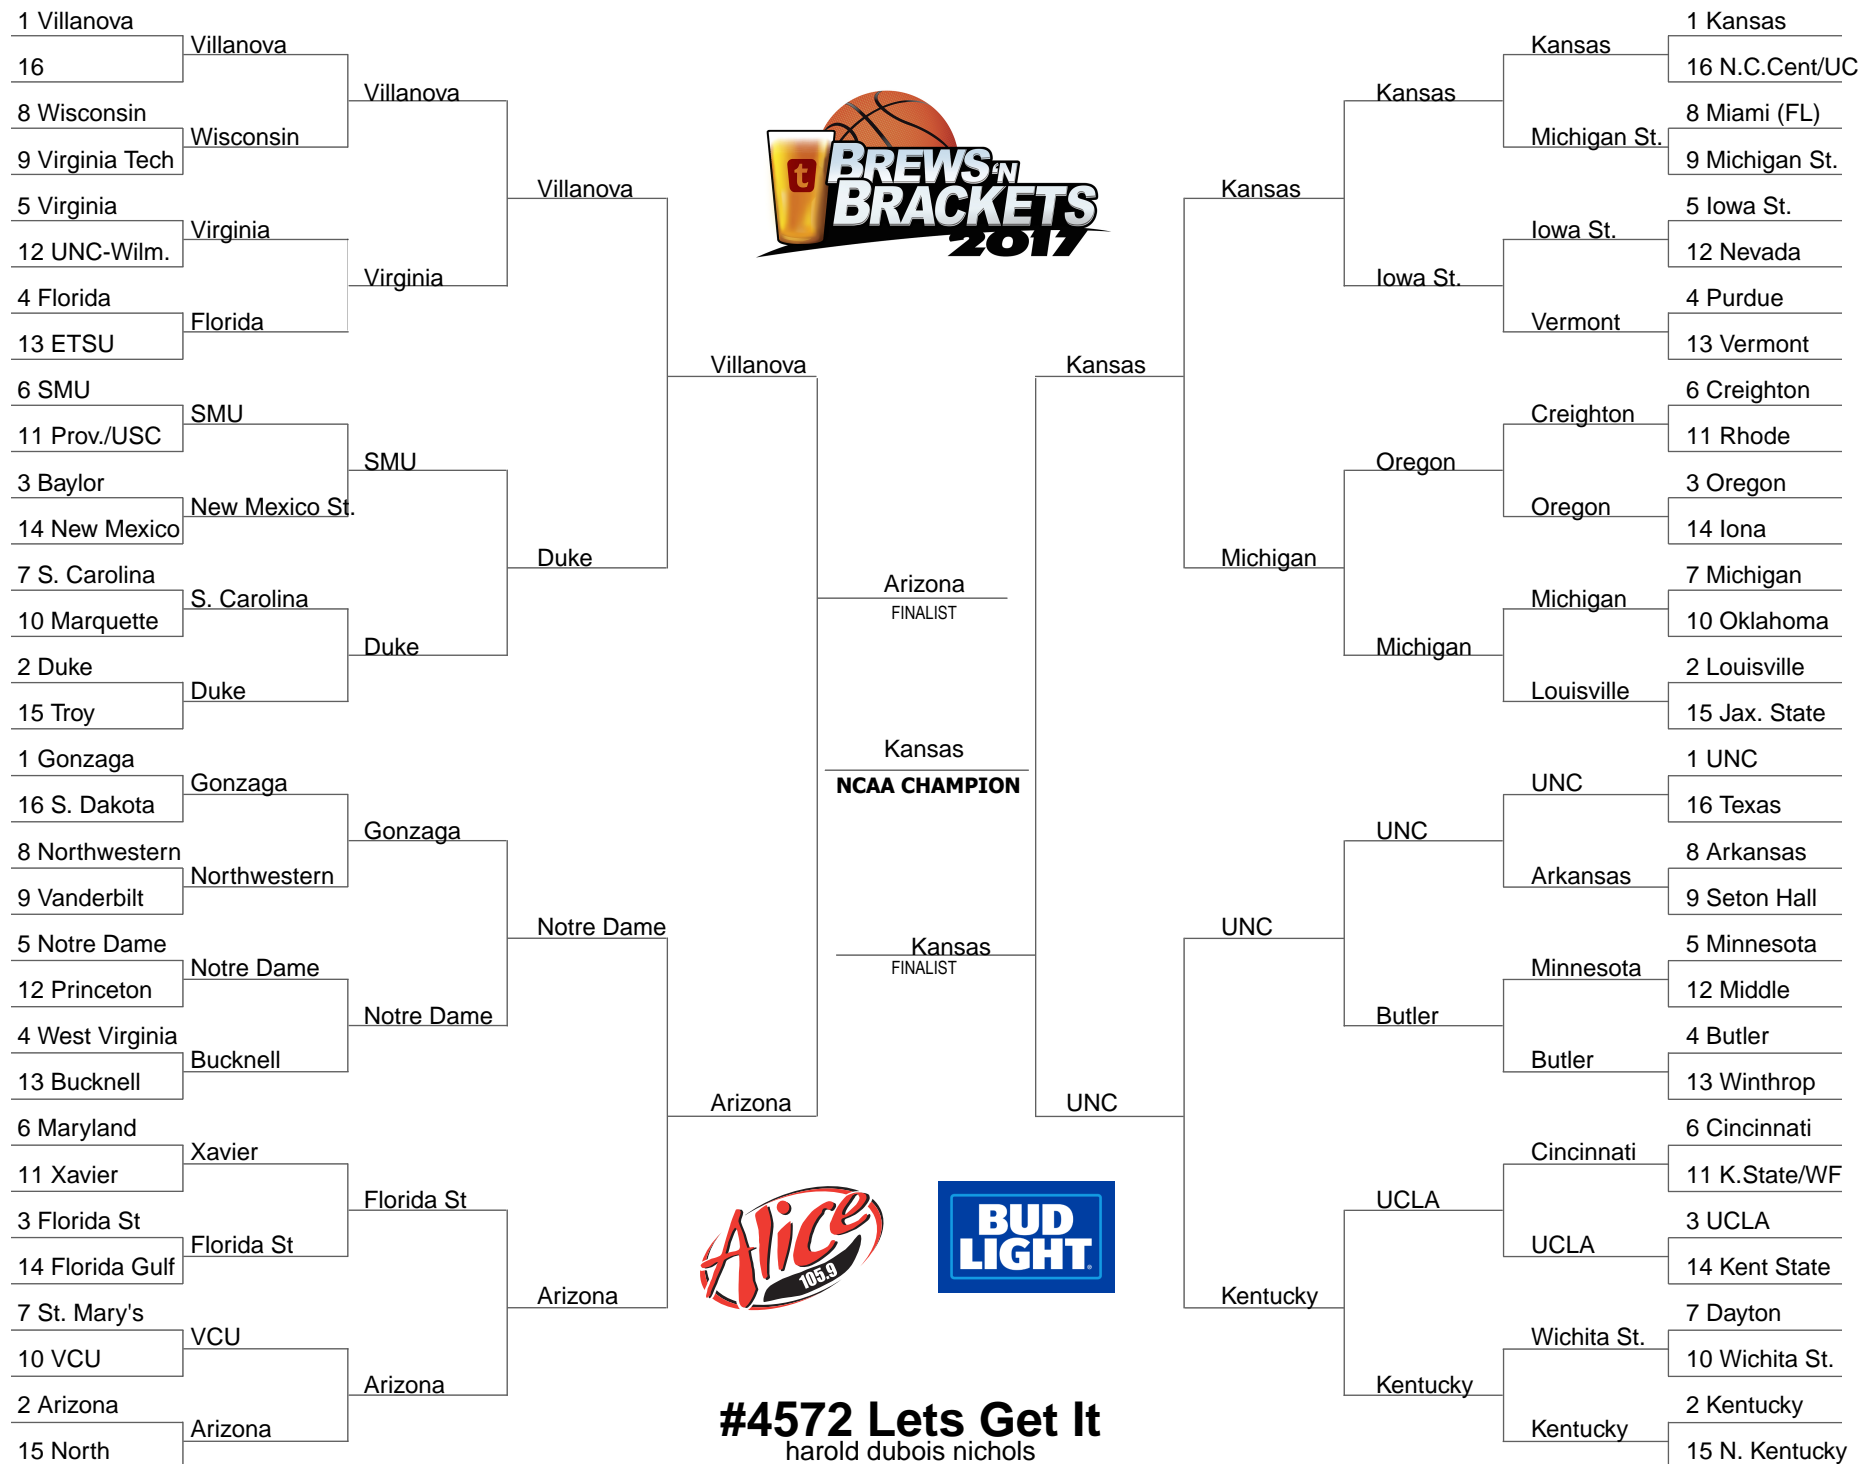 1 Villanova
16
8 Wisconsin
9 Virginia Tech
5 Virginia
12 UNC-Wilm.
4 Florida
13 ETSU
6 SMU
11 Prov./USC
3 Baylor
14 New Mexico
7 S. Carolina
10 Marquette
2 Duke
15 Troy
1 Gonzaga
16 S. Dakota
8 Northwestern
9 Vanderbilt
5 Notre Dame
12 Princeton
4 West Virginia
13 Bucknell
6 Maryland
11 Xavier
3 Florida St
14 Florida Gulf
7 St. Mary's
10 VCU
2 Arizona
15 North
Villanova
Wisconsin
Virginia
Florida
SMU
New Mexico St.
S. Carolina
Duke
Gonzaga
Northwestern
Notre Dame
Bucknell
Xavier
Florida St
VCU
Arizona
Villanova
Virginia
SMU
Duke
Gonzaga
Notre Dame
Florida St
Arizona
Villanova
Duke
Notre Dame
Arizona
Villanova
Arizona
t
BREWS 'N
BRACKETS
2017
Arizona
FINALIST
Kansas
NCAA CHAMPION
Kansas
FINALIST
Alice
105.9
BUD
LIGHT
#4572 Lets Get It
harold dubois nichols
Kansas
UNC
Kansas
Michigan
UNC
Kentucky
Kansas
Iowa St.
Oregon
Michigan
UNC
Butler
UCLA
Kentucky
Kansas
Michigan St.
Iowa St.
Vermont
Creighton
Oregon
Michigan
Louisville
UNC
Arkansas
Minnesota
Butler
Cincinnati
UCLA
Wichita St.
Kentucky
1 Kansas
16 N.C.Cent/UC
8 Miami (FL)
9 Michigan St.
5 Iowa St.
12 Nevada
4 Purdue
13 Vermont
6 Creighton
11 Rhode
3 Oregon
14 Iona
7 Michigan
10 Oklahoma
2 Louisville
15 Jax. State
1 UNC
16 Texas
8 Arkansas
9 Seton Hall
5 Minnesota
12 Middle
4 Butler
13 Winthrop
6 Cincinnati
11 K.State/WF
3 UCLA
14 Kent State
7 Dayton
10 Wichita St.
2 Kentucky
15 N. Kentucky